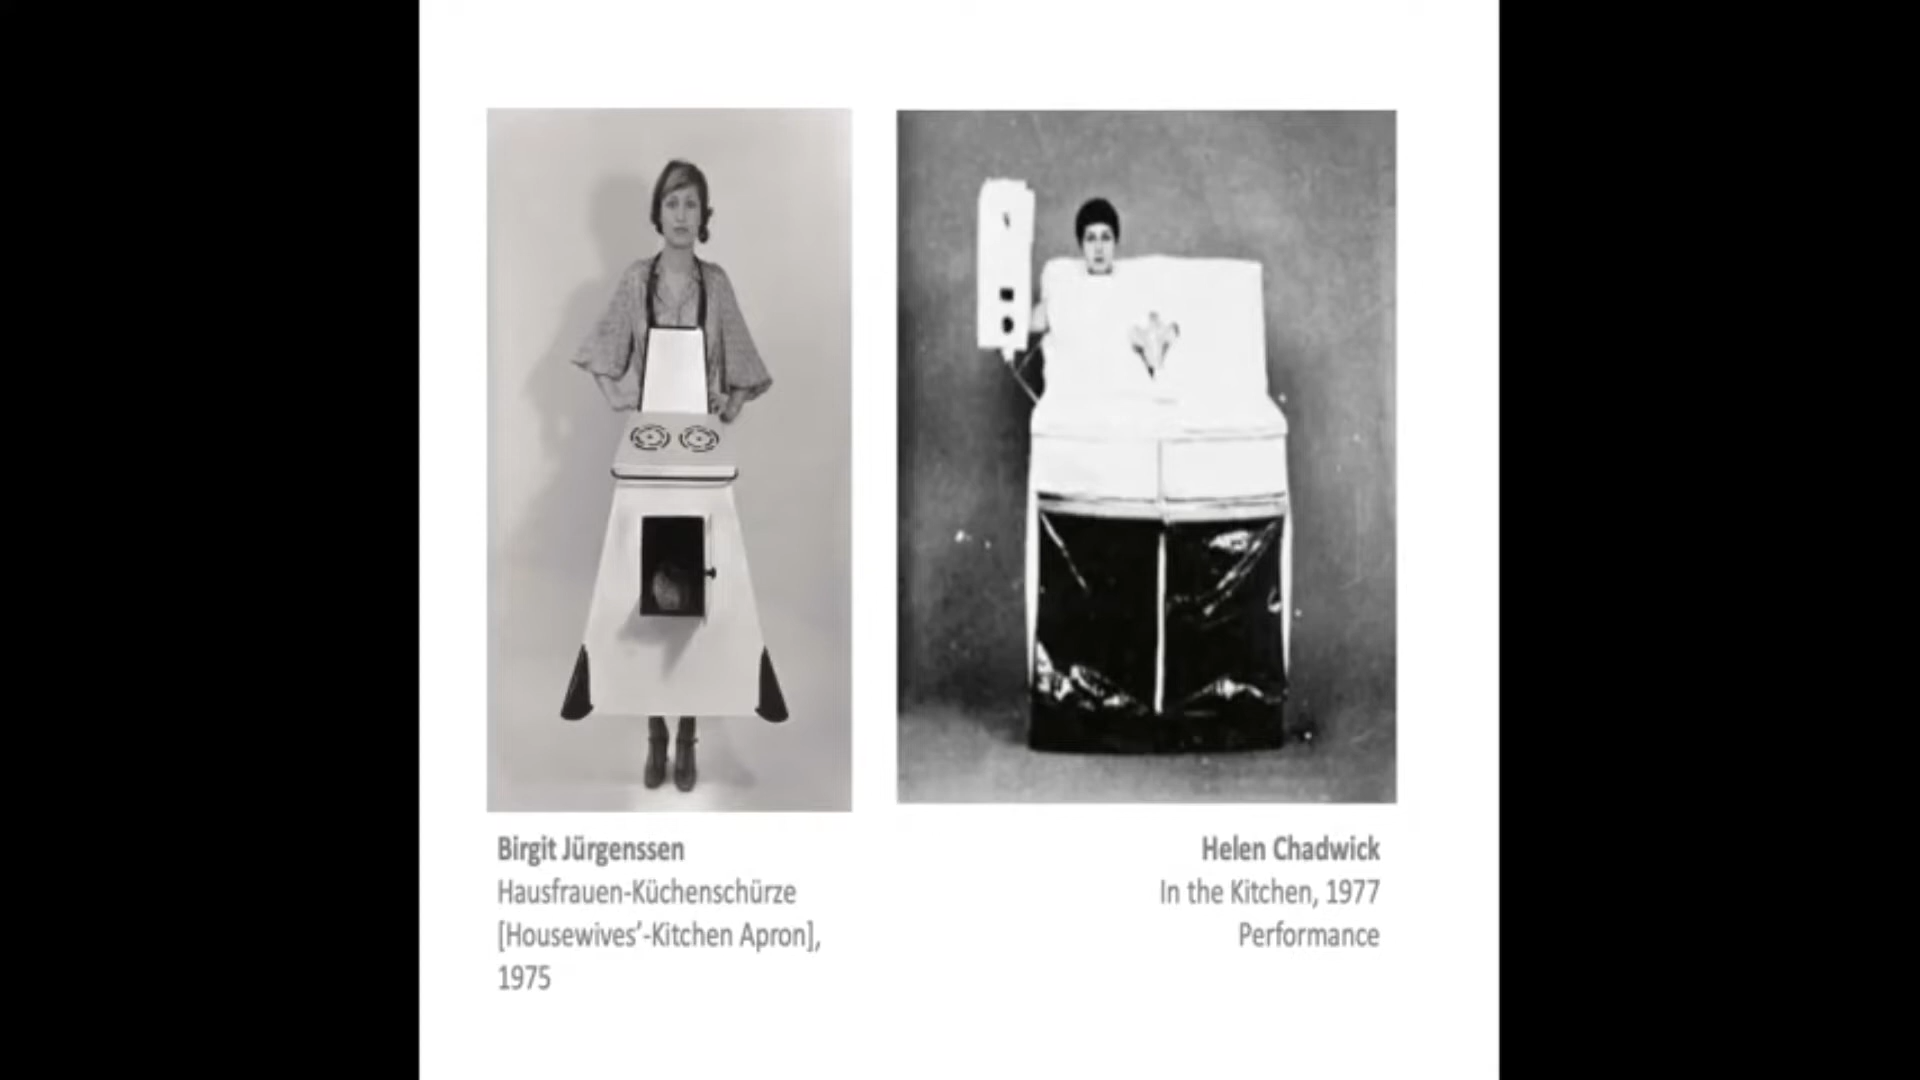 Birgit Jürgenssen
Hausfrauen-Küchenschürze
[Housewives’-Kitchen Apron],
1975
Helen Chadwick
In the Kitchen, 1977
Performance